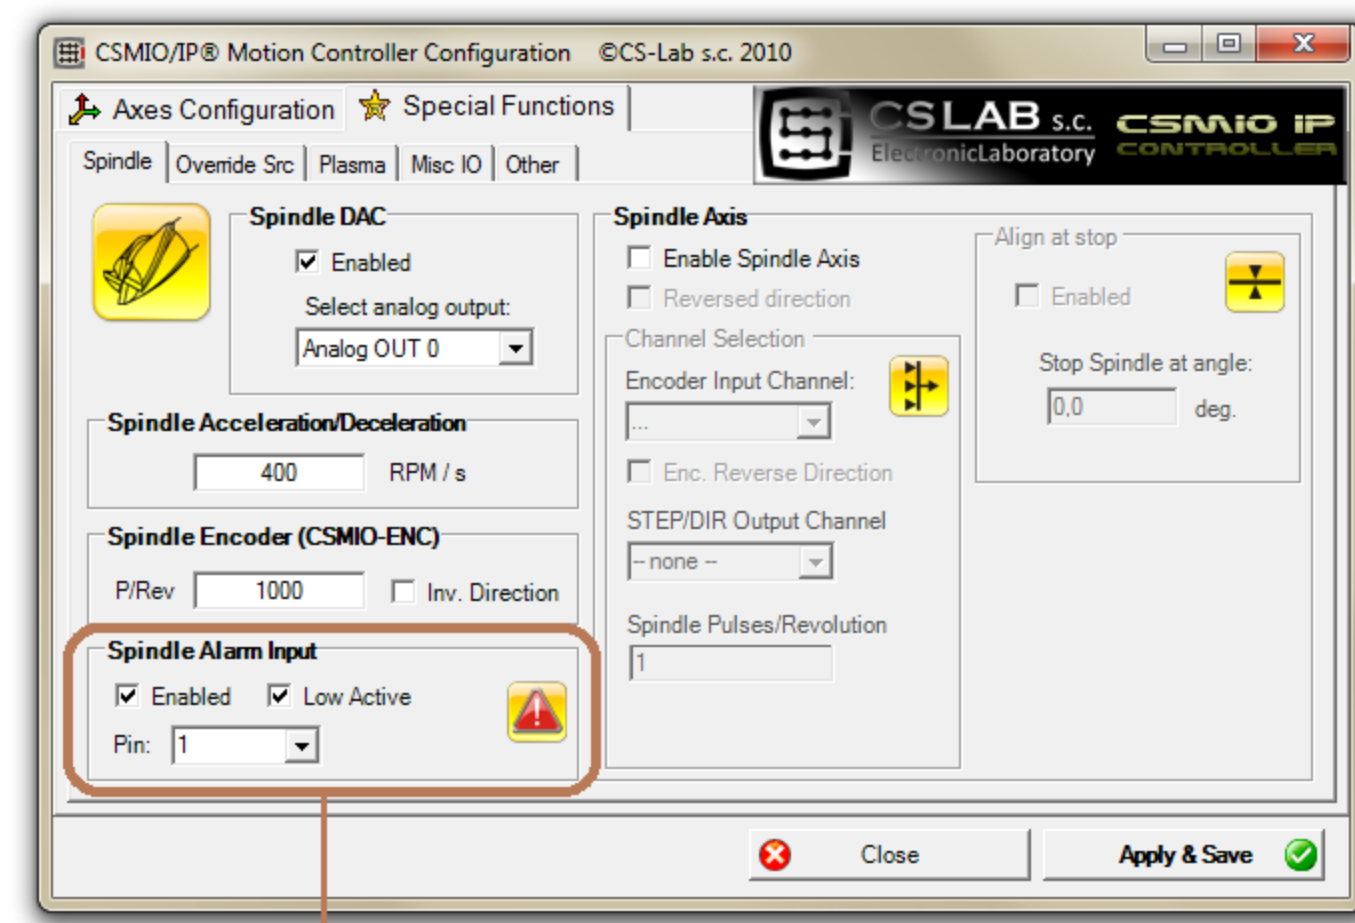 CSMIO/IP® Motion Controller Configuration ©CS-Lab s.c. 2010
Axes Configuration Special Functions
CSLAB s.c.
ElectronicLaboratory
CSMIO IP
CONTROLLER
Spindle Override Src Plasma Misc IO Other
Spindle DAC
Enabled
Select analog output:
Analog OUT 0
Spindle Acceleration/Deceleration
400 RPM / s
Spindle Encoder (CSMIO-ENC)
P/Rev 1000 Inv. Direction
Spindle Alarm Input
Enabled Low Active
Pin: 1
Spindle Axis
Enable Spindle Axis
Reversed direction
Channel Selection
Encoder Input Channel:
...
Enc. Reverse Direction
STEP/DIR Output Channel
-- none --
Spindle Pulses/Revolution
1
Align at stop
Enabled
Stop Spindle at angle:
0,0 deg.
Close Apply & Save